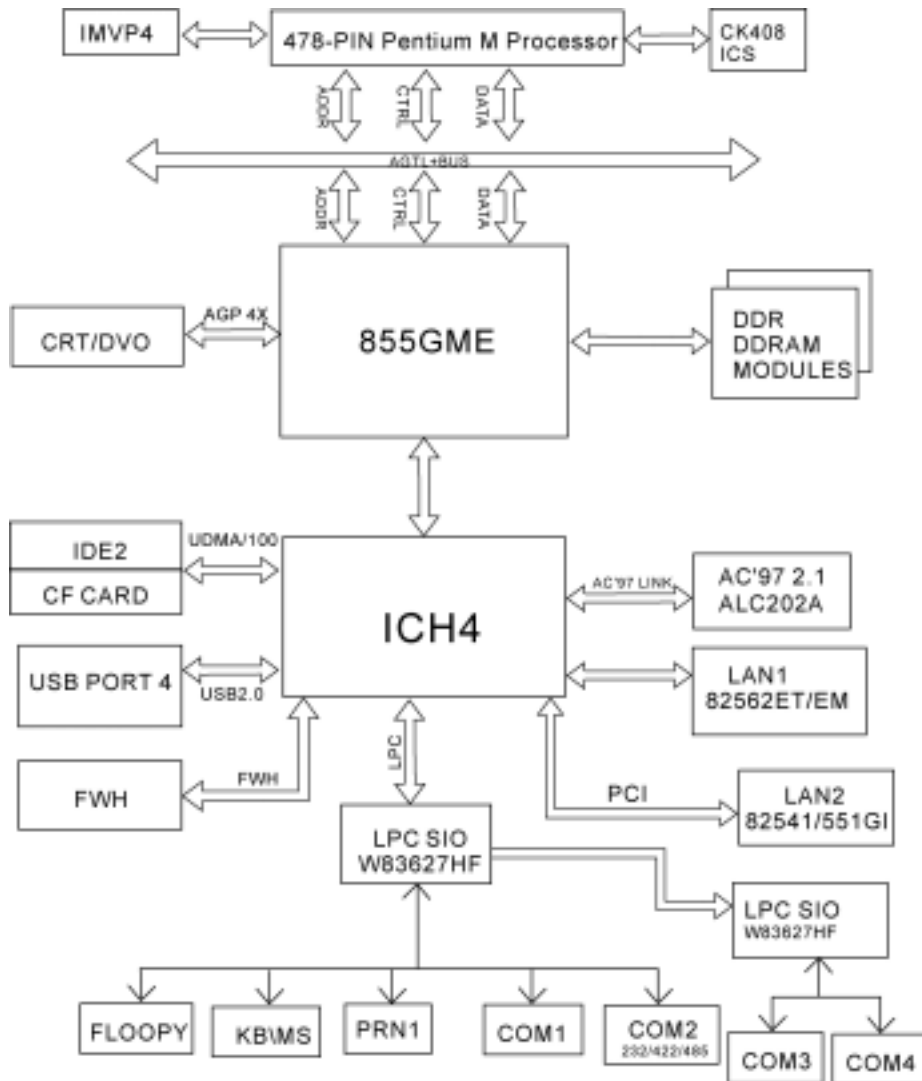 IMVP4
478-PIN Pentium M Processor
CK408
ICS
ADDR
CTRL
DATA
AGTL+BUS
ADDR
CTRL
DATA
CRT/DVO
AGP 4X
855GME
DDR
DDRAM
MODULES
IDE2
CF CARD
UDMA/100
ICH4
AC'97 LINK
AC'97 2.1
ALC202A
USB PORT 4
USB2.0
LAN1
82562ET/EM
FWH
FWH
LPC
PCI
LAN2
82541/551GI
LPC SIO
W83627HF
LPC SIO
W83627HF
FLOOPY
KB\MS
PRN1
COM1
COM2
232/422/485
COM3
COM4